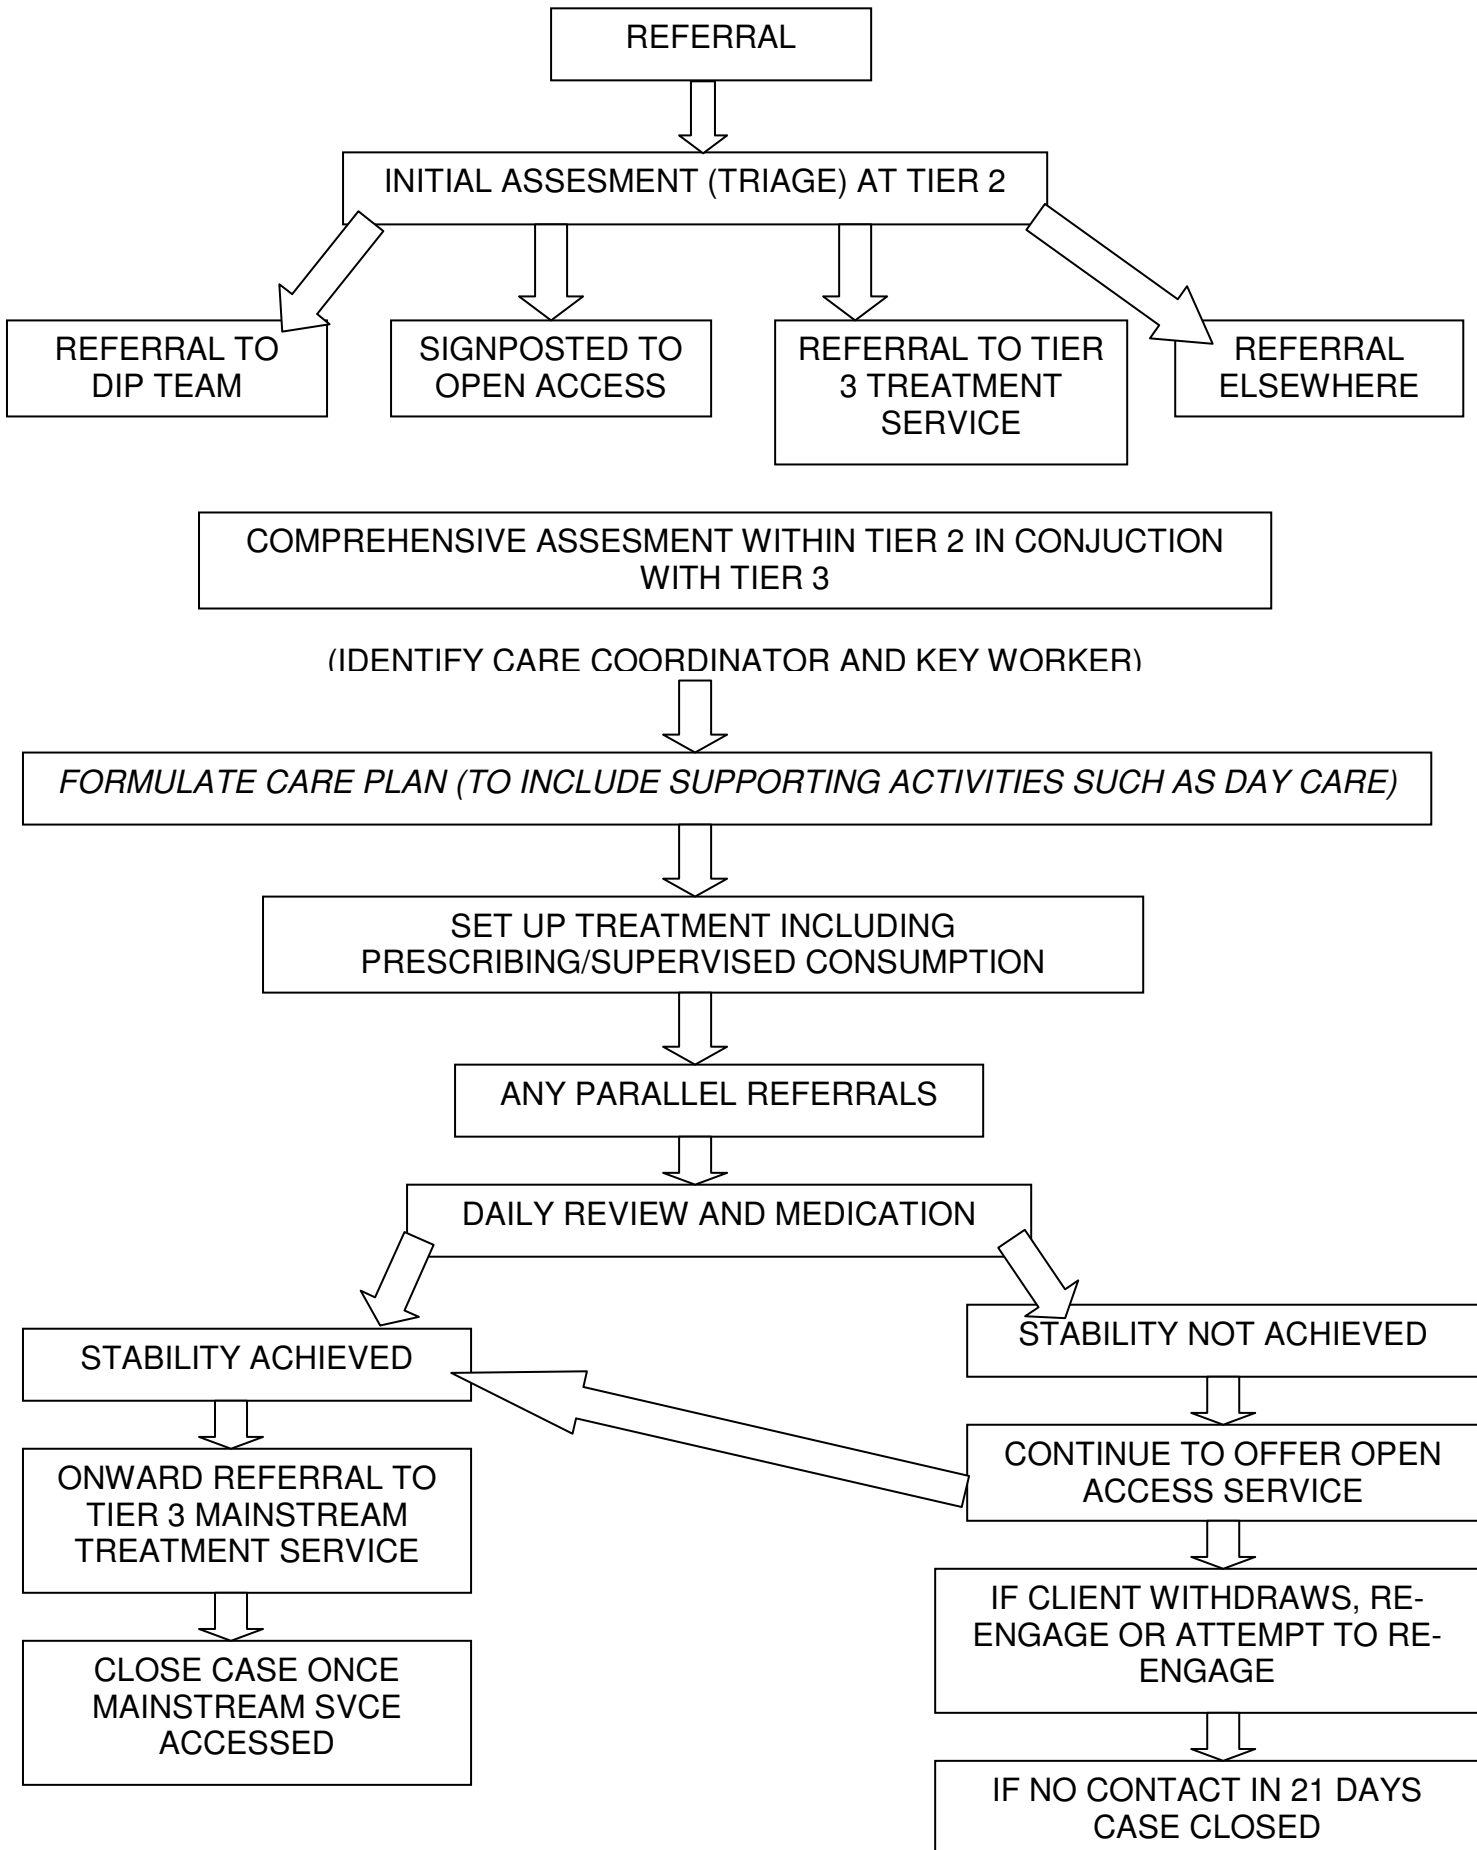 REFERRAL
INITIAL ASSESMENT (TRIAGE) AT TIER 2
REFERRAL TO
DIP TEAM
SIGNPOSTED TO
OPEN ACCESS
REFERRAL TO TIER
3 TREATMENT
SERVICE
REFERRAL
ELSEWHERE
COMPREHENSIVE ASSESMENT WITHIN TIER 2 IN CONJUCTION
WITH TIER 3
(IDENTIFY CARE COORDINATOR AND KEY WORKER)
FORMULATE CARE PLAN (TO INCLUDE SUPPORTING ACTIVITIES SUCH AS DAY CARE)
SET UP TREATMENT INCLUDING
PRESCRIBING/SUPERVISED CONSUMPTION
ANY PARALLEL REFERRALS
DAILY REVIEW AND MEDICATION
STABILITY ACHIEVED
ONWARD REFERRAL TO
TIER 3 MAINSTREAM
TREATMENT SERVICE
CLOSE CASE ONCE
MAINSTREAM SVCE
ACCESSED
STABILITY NOT ACHIEVED
CONTINUE TO OFFER OPEN
ACCESS SERVICE
IF CLIENT WITHDRAWS, RE-
ENGAGE OR ATTEMPT TO RE-
ENGAGE
IF NO CONTACT IN 21 DAYS
CASE CLOSED